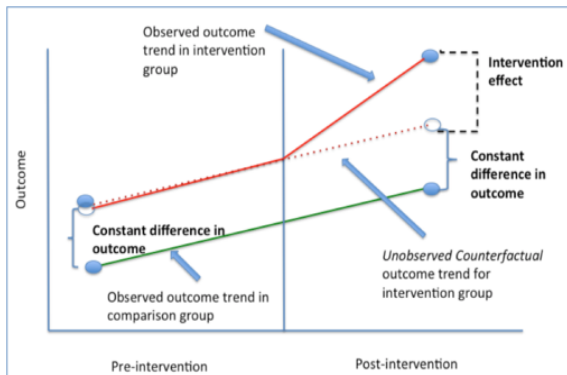 Observed outcome
trend in intervention
group
Intervention
effect
Outcome
Constant difference in
outcome
Constant
difference in
outcome
Observed outcome trend in
comparison group
Unobserved Counterfactual
outcome trend for
intervention group
Pre-intervention
Post-intervention